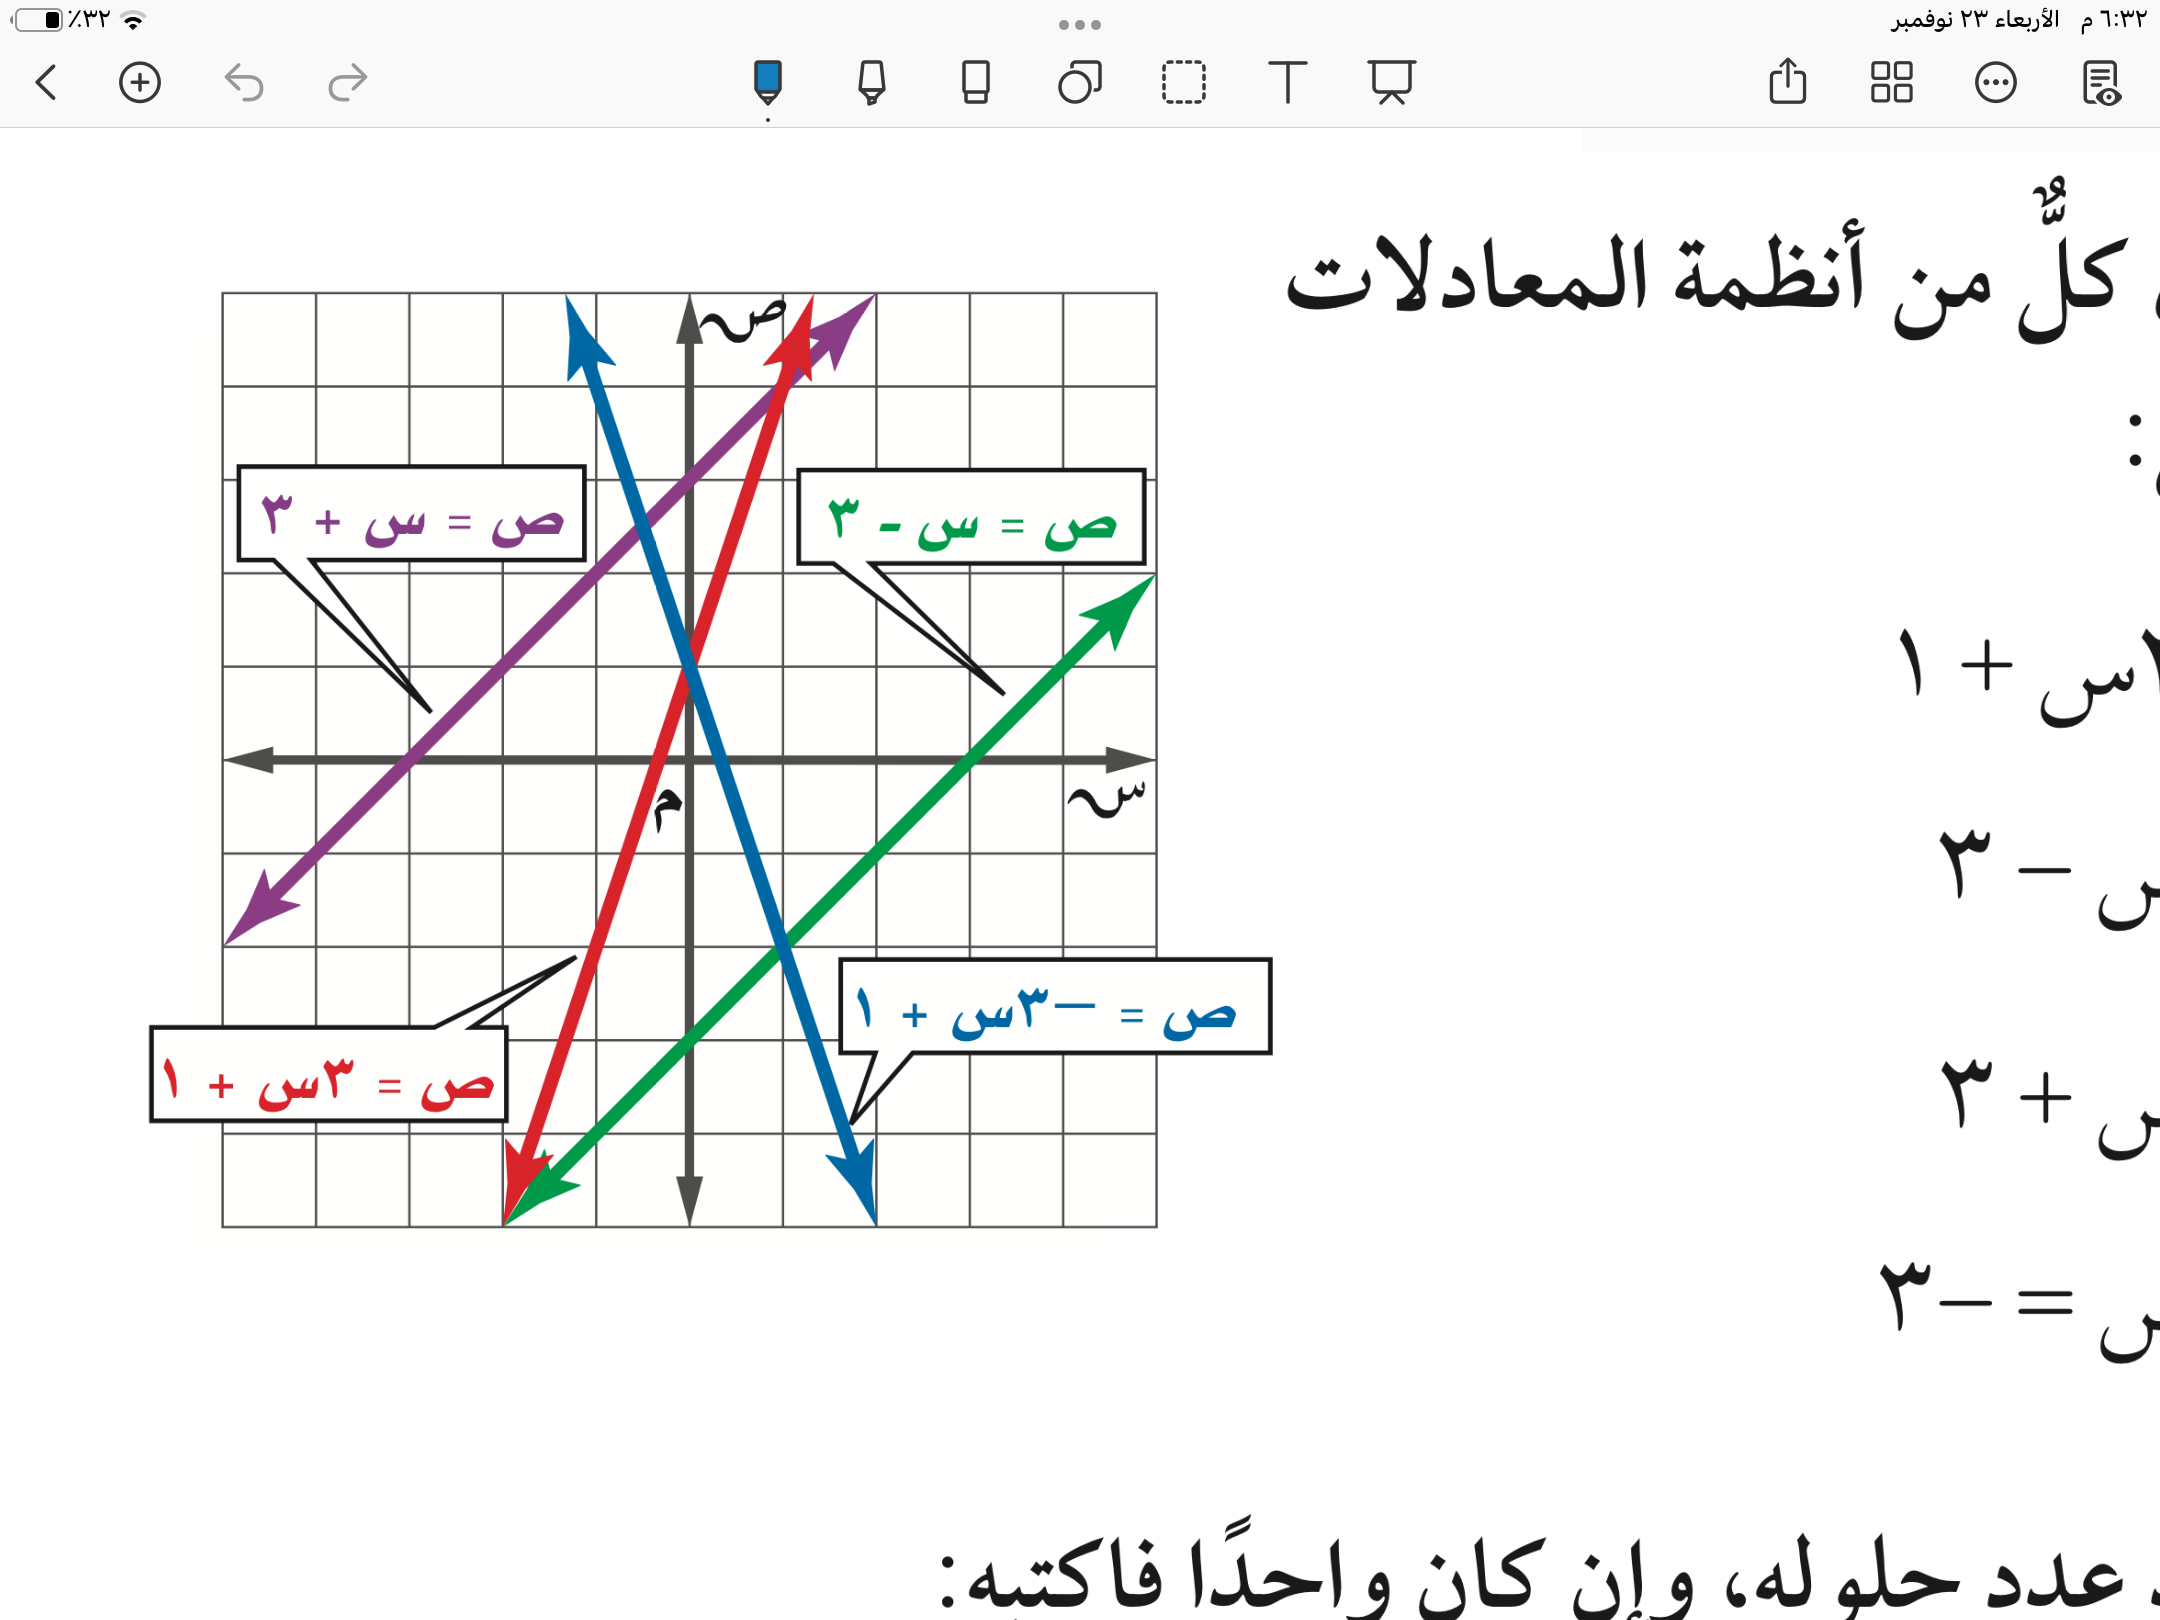 ٦:٣٢ م الأربعاء ٢٣ نوفمبر
٣٢٪
كلٌّ من أنظمة المعادلات
:
س + ١
− ٣
+ ٣
= −٣
ص
ص = س + ٣
ص = س - ٣
س
م
ص = −٣س + ١
ص = ٣س + ١
عدد حلوله، وإن كان واحدًا فاكتبه: